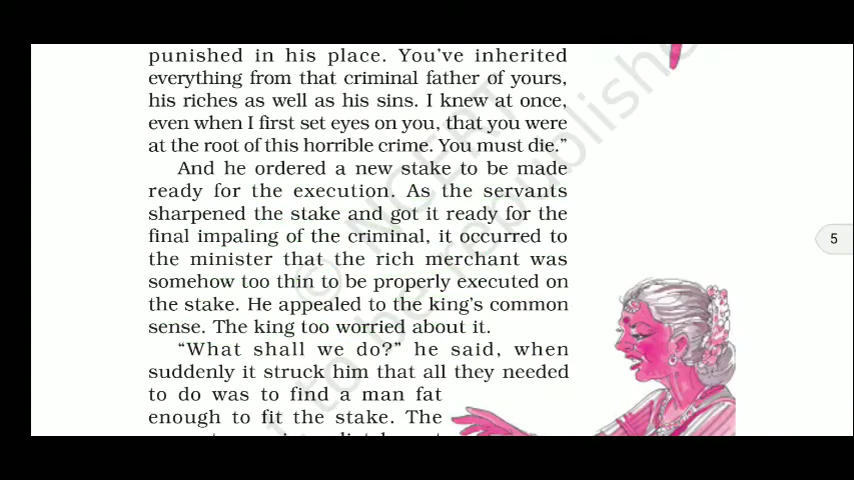 punished in his place. You've inherited
everything from that criminal father of yours,
his riches as well as his sins. I knew at once,
even when I first set eyes on you, that you were
at the root of this horrible crime. You must die.”
And he ordered a new stake to be made
ready for the execution. As the servants
sharpened the stake and got it ready for the
final impaling of the criminal, it occurred to
the minister that the rich merchant was
somehow too thin to be properly executed on
the stake. He appealed to the king's common
sense. The king too worried about it.
“What shall we do?” he said, when
suddenly it struck him that all they needed
to do was to find a man fat
enough to fit the stake. The
5
© NCERT
to be republished